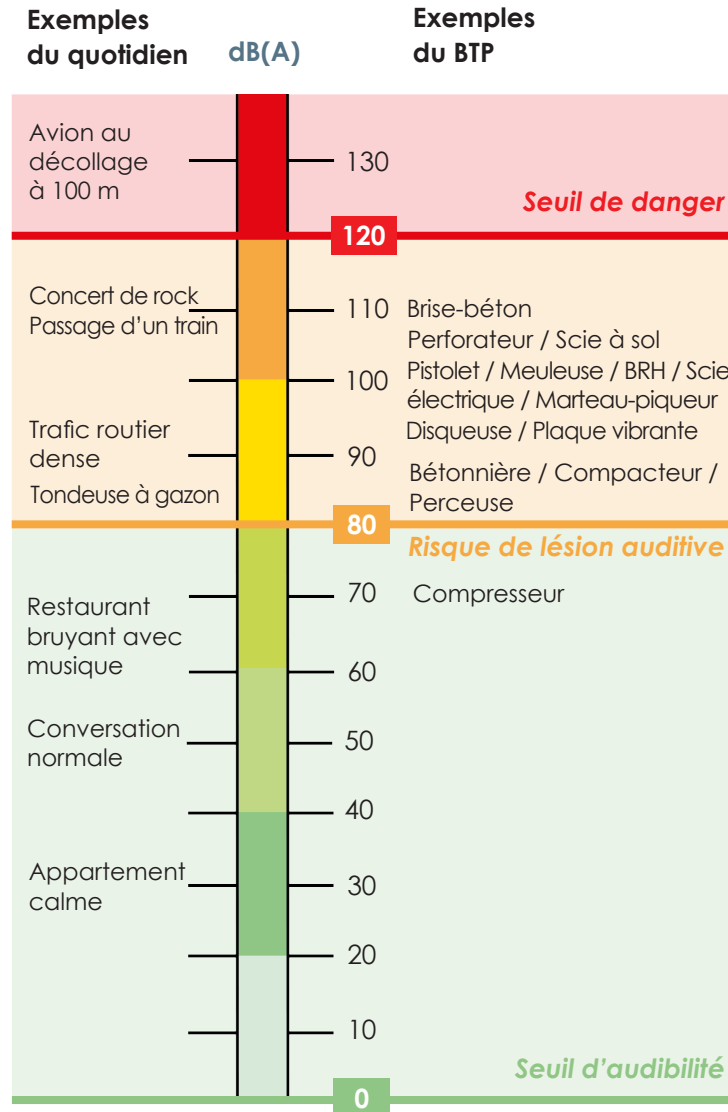 Exemples
du quotidien
dB(A)
Exemples
du BTP
Avion au
décollage
à 100 m
130
Seuil de danger
120
Concert de rock
Passage d’un train
110
Brise-béton
Perforateur / Scie à sol
100
Pistolet / Meuleuse / BRH / Scie
électrique / Marteau-piqueur
Disqueuse / Plaque vibrante
Trafic routier
dense
90
Tondeuse à gazon
Bétonnière / Compacteur /
Perceuse
80
Risque de lésion auditive
70
Compresseur
Restaurant
bruyant avec
musique
60
Conversation
normale
50
40
Appartement
calme
30
20
10
Seuil d’audibilité
0